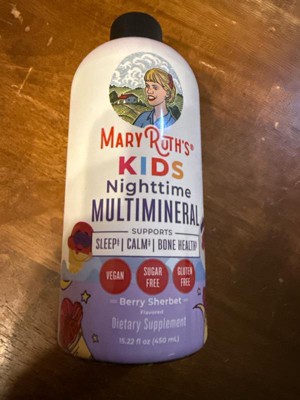 MARY RUTH'S®
KIDS
Nighttime
MULTIMINERAL
SUPPORTS
SLEEP‡ | CALM‡ | BONE HEALTH‡
VEGAN
SUGAR FREE
GLUTEN FREE
Berry Sherbet
Flavored
Dietary Supplement
15.22 fl oz (450 mL)